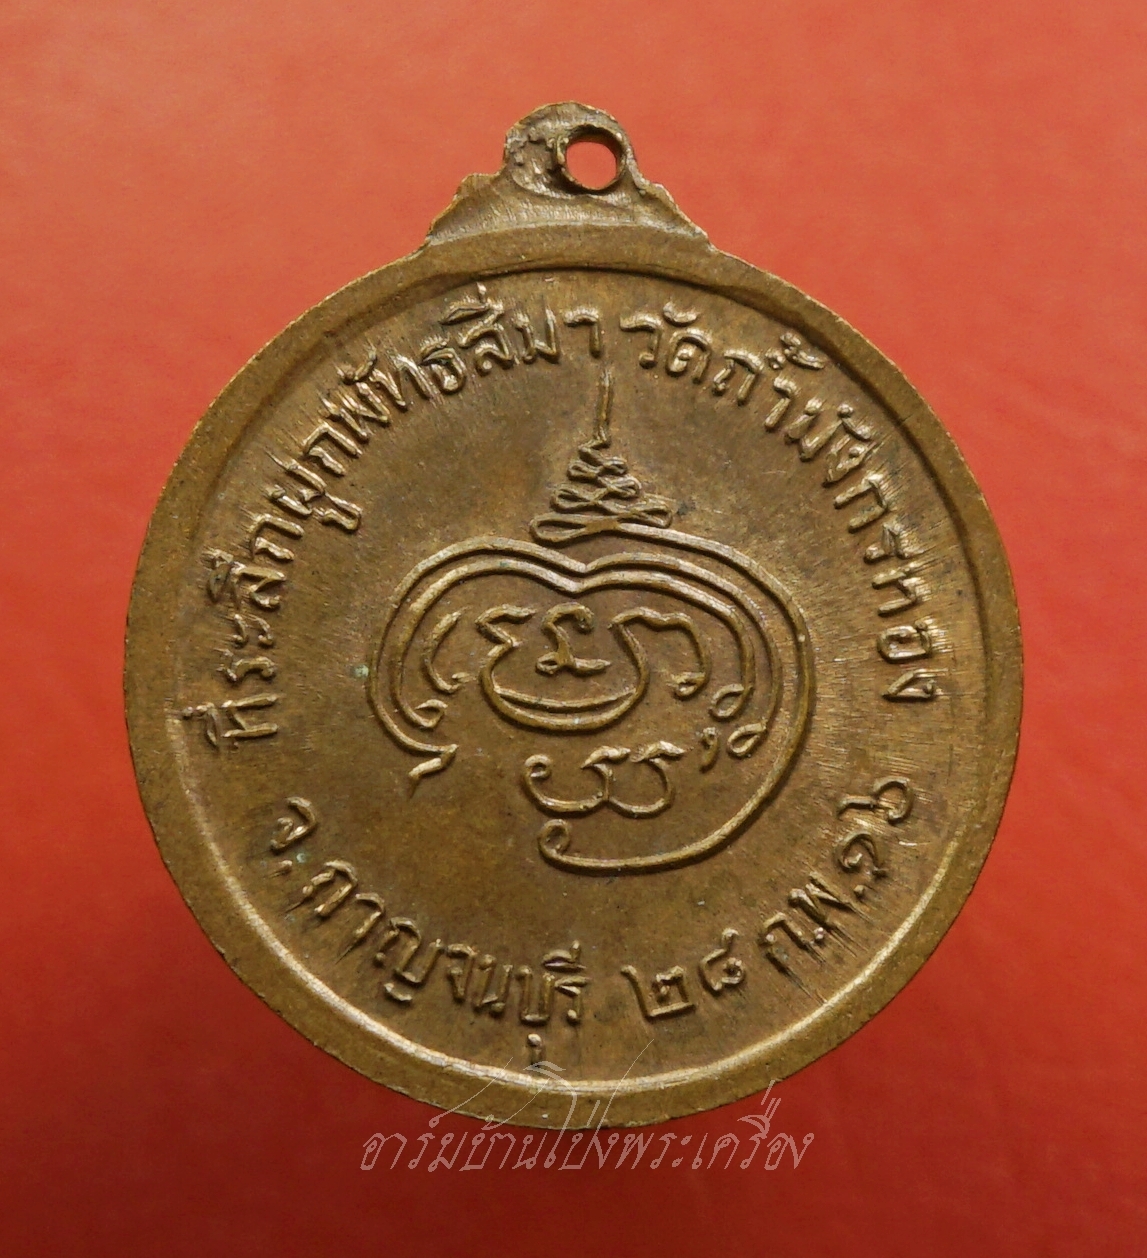 ที่ระลึกผูกพัทธสีมา วัดถ้ำมังกรทอง
จ.กาญจนบุรี ๒๘ ก.พ.๑๖
อาร์มบ้านโป่งพระเครื่อง